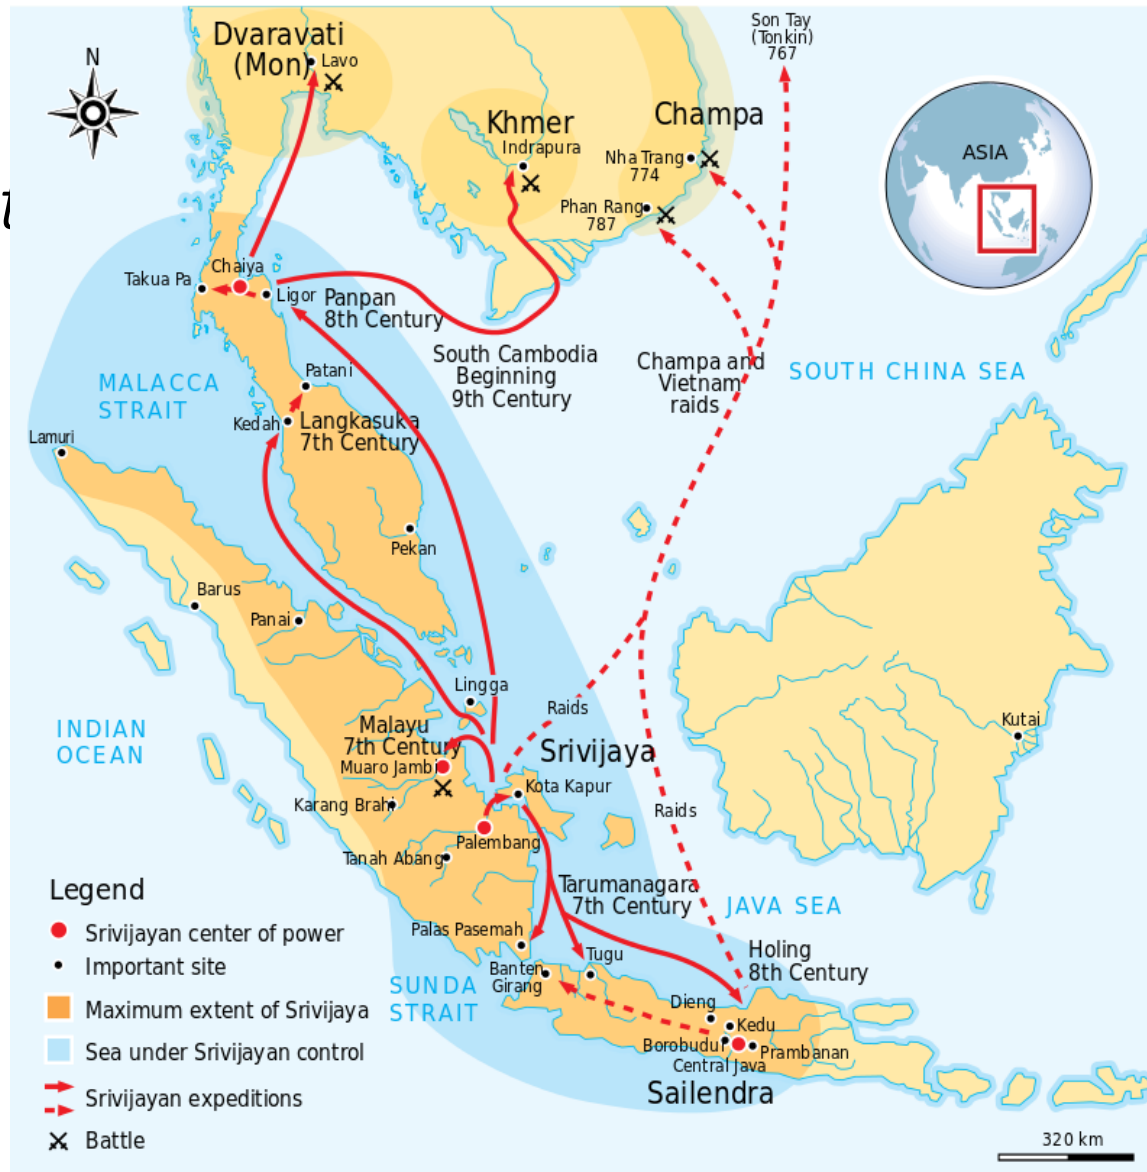 Dvaravati
(Mon)
Lavo
N
Son Tay
(Tonkin)
767
Khmer
Indrapura
Champa
Nha Trang
774
Phan Rang
787
ASIA
Chaiya
Takua Pa
Ligor
Panpan
8th Century
South Cambodia
Beginning
9th Century
Champa and
Vietnam
raids
SOUTH CHINA SEA
MALACCA
STRAIT
Patani
Kedah
Langkasuka
7th Century
Lamuri
Pekan
Barus
Panai
Lingga
Raids
INDIAN
OCEAN
Malayu
7th Century
Muaro Jambi
Srivijaya
Kutai
Kota Kapur
Karang Brahi
Raids
Palembang
Tanah Abang
Tarumanagara
7th Century
JAVA SEA
Palas Pasemah
Holing
8th Century
Tugu
Banten
Girang
SUNDA
STRAIT
Dieng
Kedu
Borobudur
Prambanan
Central Java
Sailendra
Legend
Srivijayan center of power
Important site
Maximum extent of Srivijaya
Sea under Srivijayan control
Srivijayan expeditions
Battle
320 km